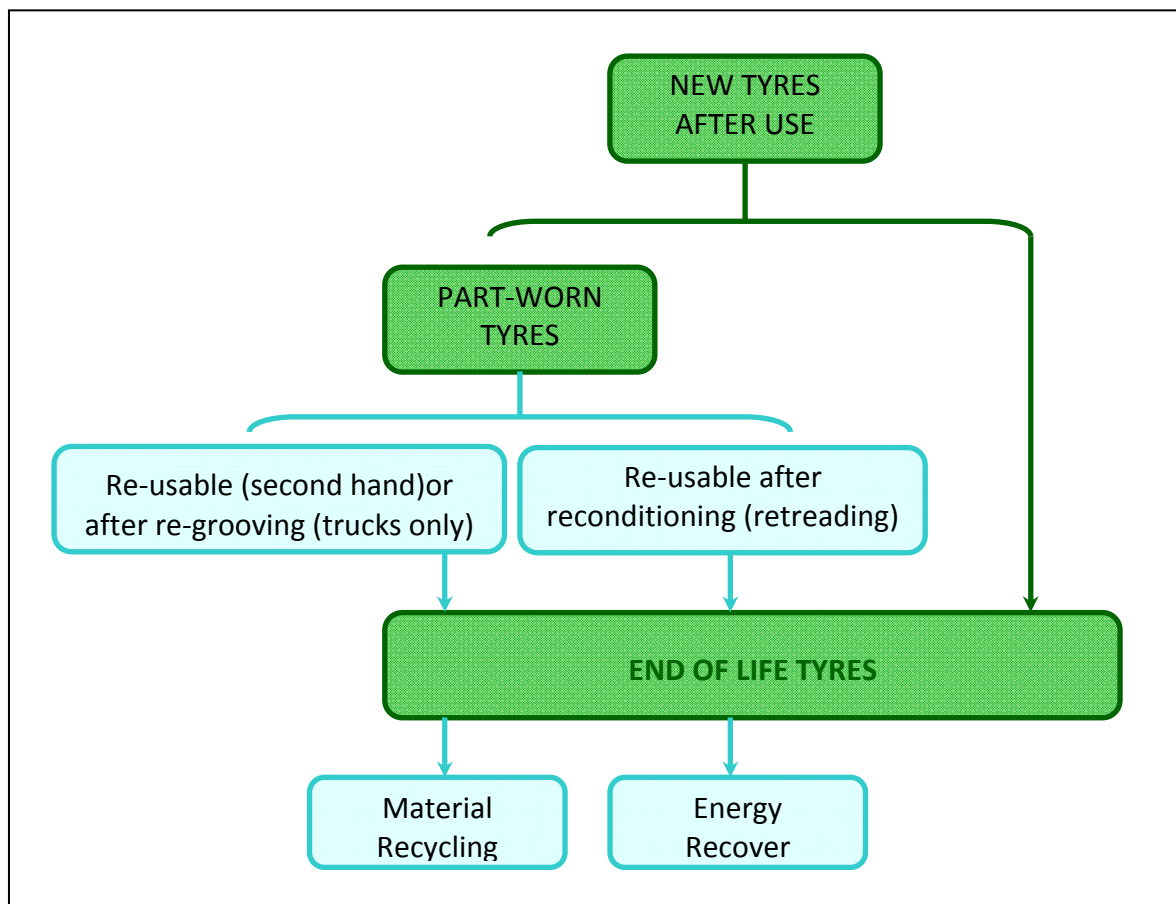 NEW TYRES
AFTER USE
PART-WORN
TYRES
Re-usable (second hand)or
after re-grooving (trucks only)
Re-usable after
reconditioning (retreading)
END OF LIFE TYRES
Material
Recycling
Energy
Recover